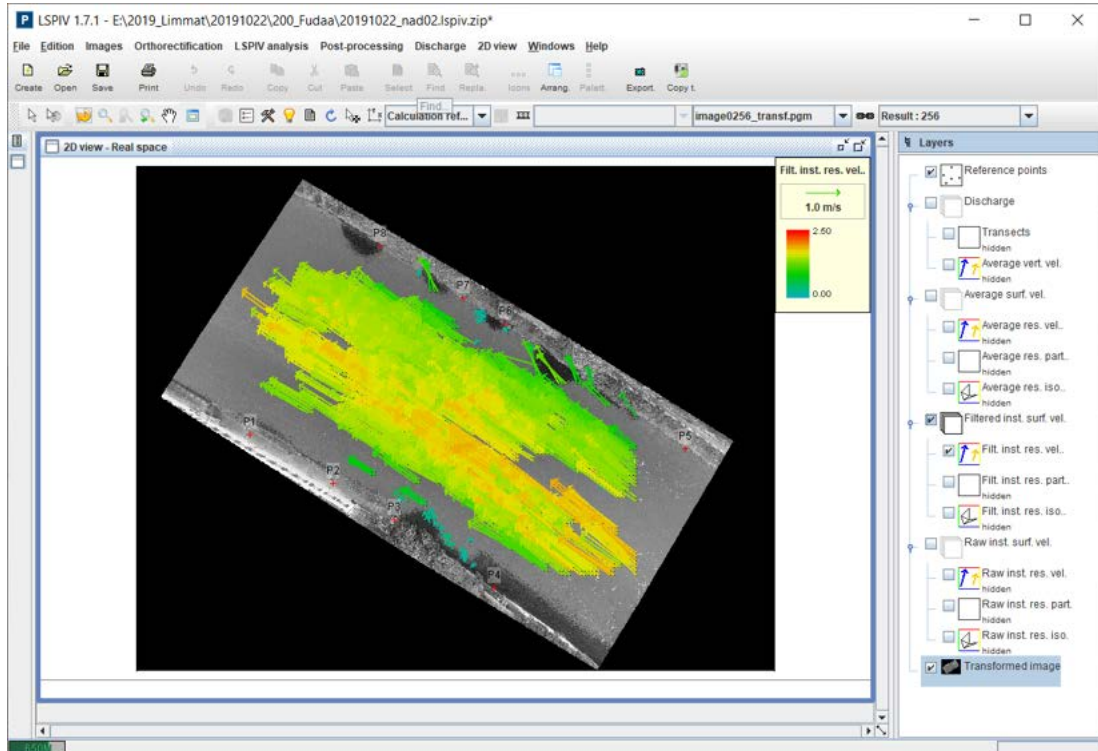 LSPIV 1.7.1 - E:\2019_Limmat\20191022\200_Fudaa\20191022_nad02.lspiv.zip*
File Edition Images Orthorectification LSPIV analysis Post-processing Discharge 2D view Windows Help
Create Open Save Print Undo Redo Copy Cut Paste Select Find Repla. Icons Arrang. Palett. Export. Copy t.
Find...
Calculation ref... image0256_transf.pgm Result : 256
2D view - Real space
Layers
Filt. inst. res. vel..
1.0 m/s
2.50
0.00
P8
P7
P6
P5
P1
P2
P3
P4
Reference points
Discharge
Transects
hidden
Average vert. vel.
hidden
Average surf. vel.
Average res. vel..
hidden
Average res. part..
hidden
Average res. iso..
hidden
Filtered inst. surf. vel.
Filt. inst. res. vel..
Filt. inst. res. part..
hidden
Filt. inst. res. iso..
hidden
Raw inst. surf. vel.
Raw inst. res. vel.
hidden
Raw inst. res. part.
hidden
Raw inst. res. iso.
hidden
Transformed image